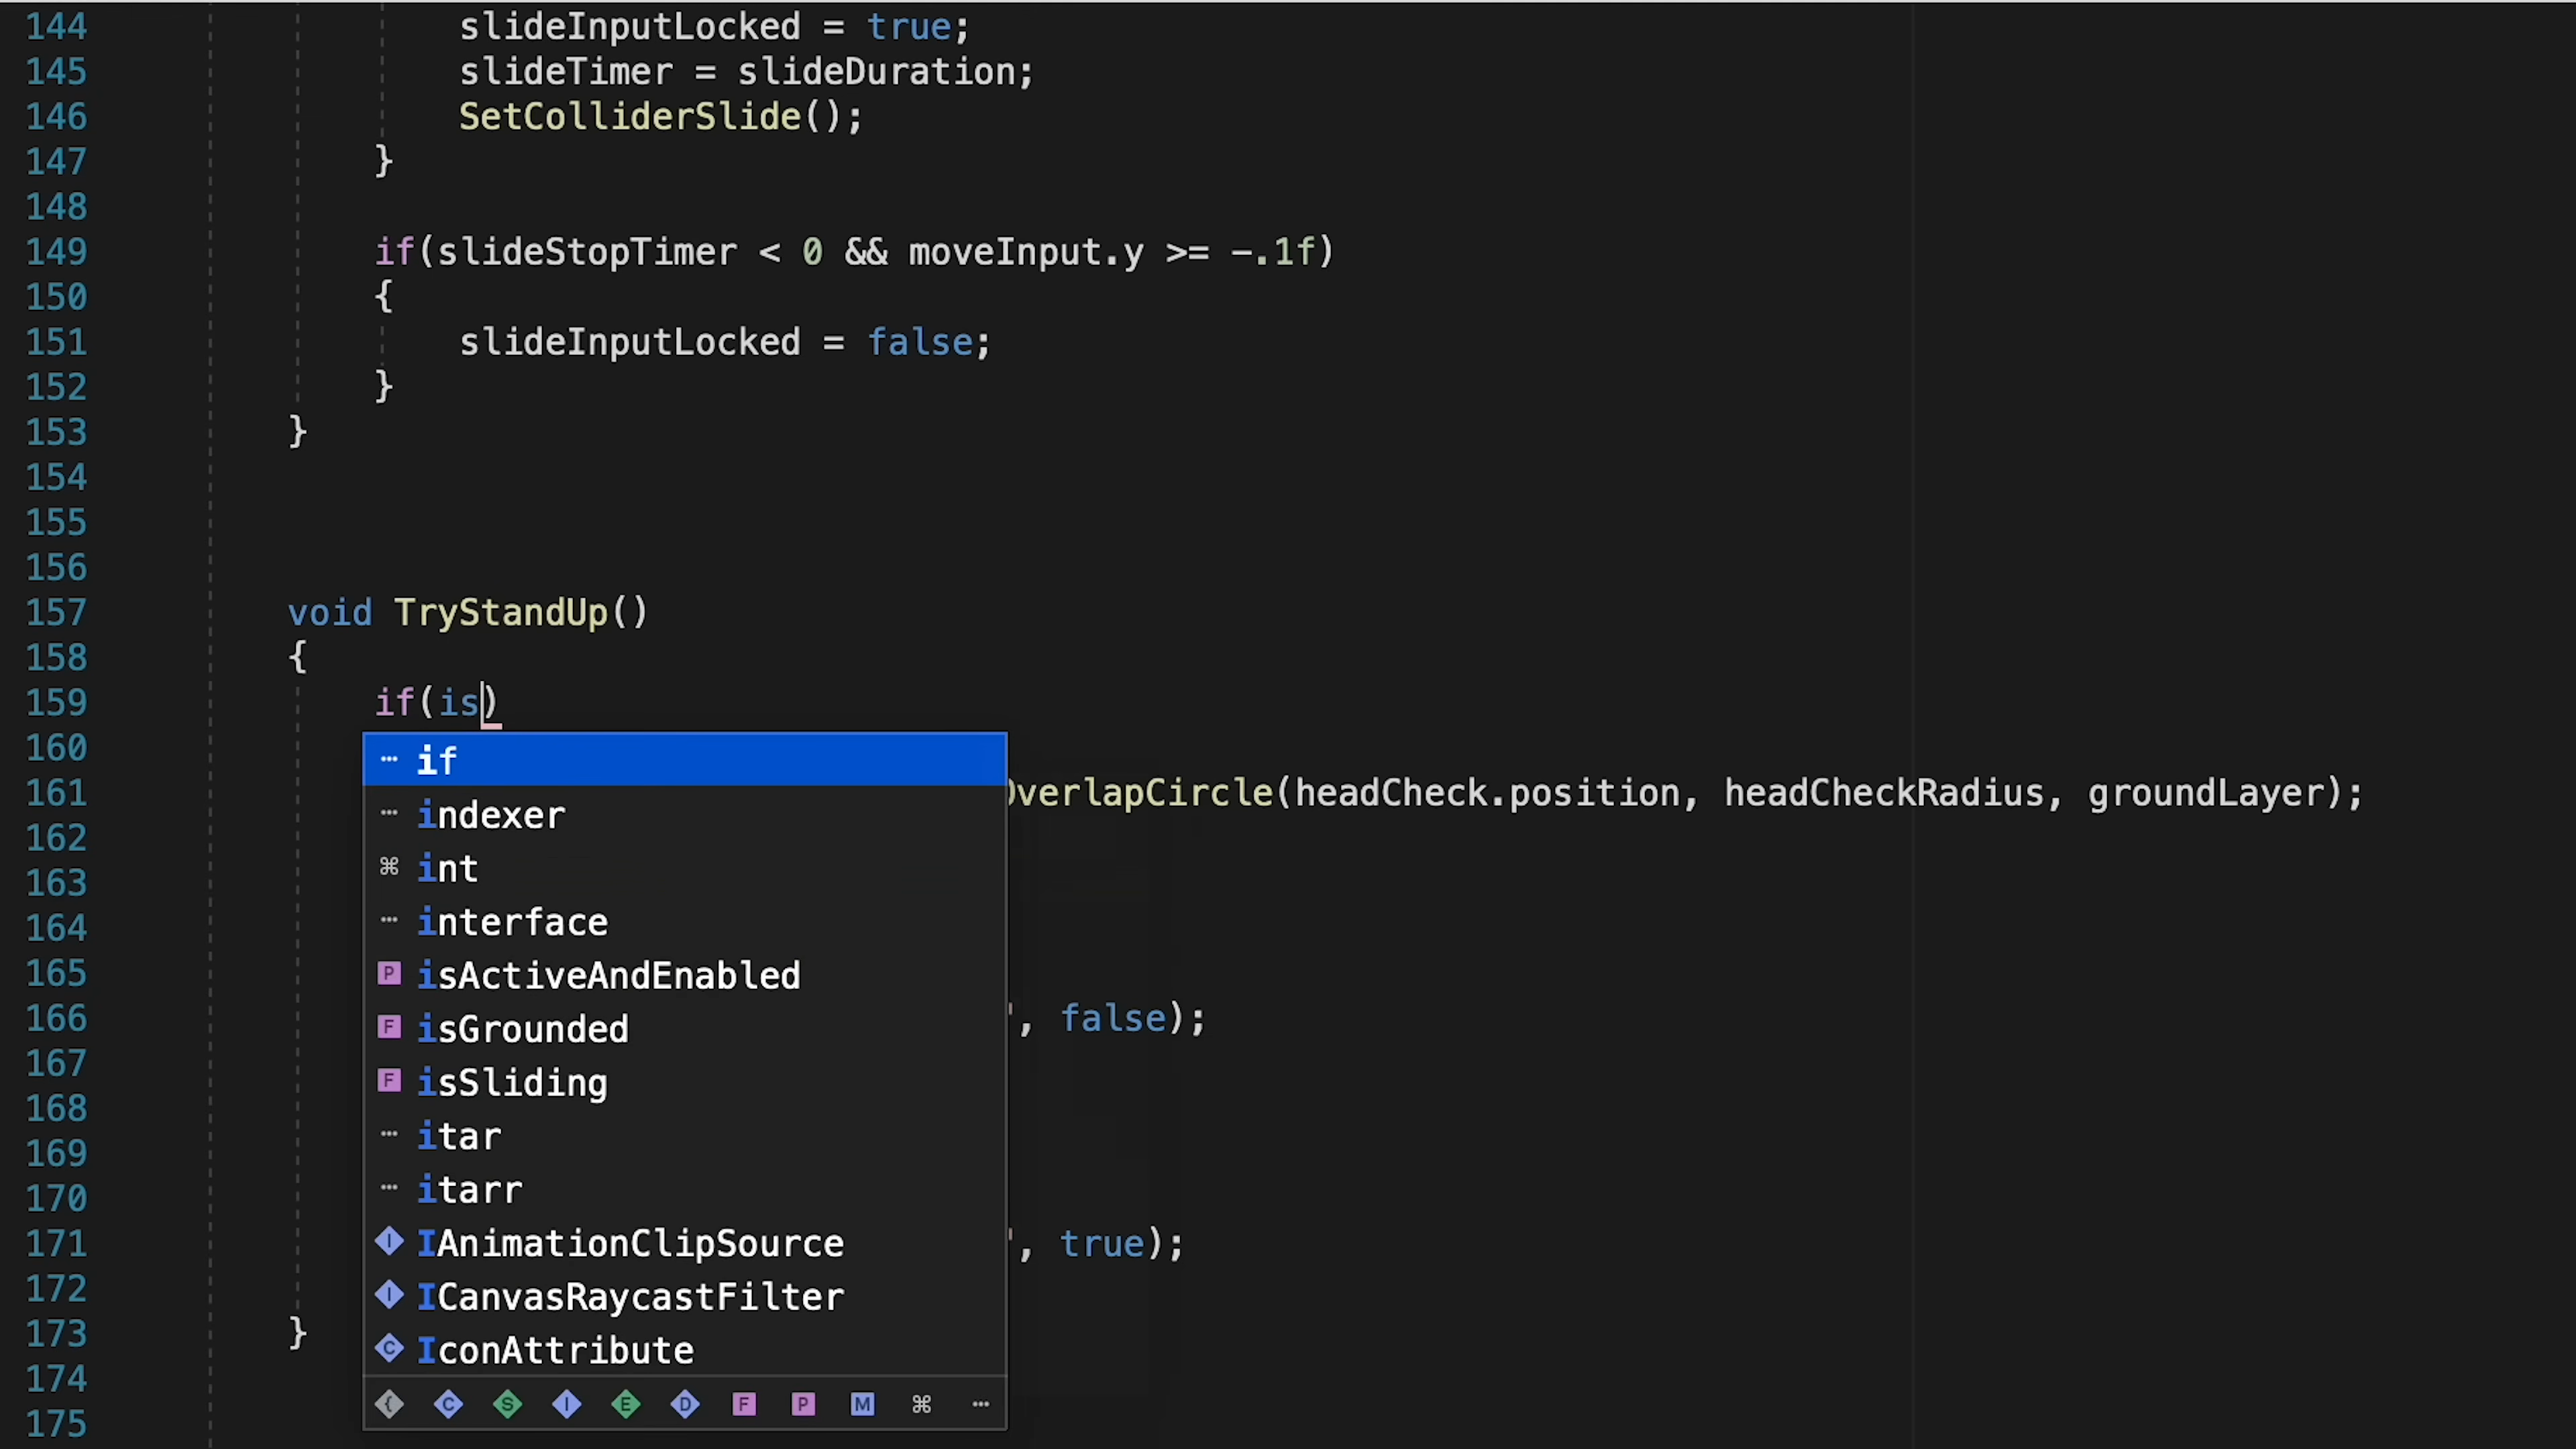 144 slideInputLocked = true;
145 slideTimer = slideDuration;
146 SetColliderSlide();
147 }
148
149 if(slideStopTimer < 0 && moveInput.y >= -.1f)
150 {
151 slideInputLocked = false;
152 }
153 }
154
155
156
157 void TryStandUp()
158 {
159 if(is)
160
161 OverlapCircle(headCheck.position, headCheckRadius, groundLayer);
162
163
164
165
166 ", false);
167
168
169
170
171 ", true);
172
173 }
174
175
if
indexer
int
interface
P isActiveAndEnabled
F isGrounded
F isSliding
itar
itarr
I IAnimationClipSource
I ICanvasRaycastFilter
C IconAttribute
{ C S I E D F P M ⌘ ···